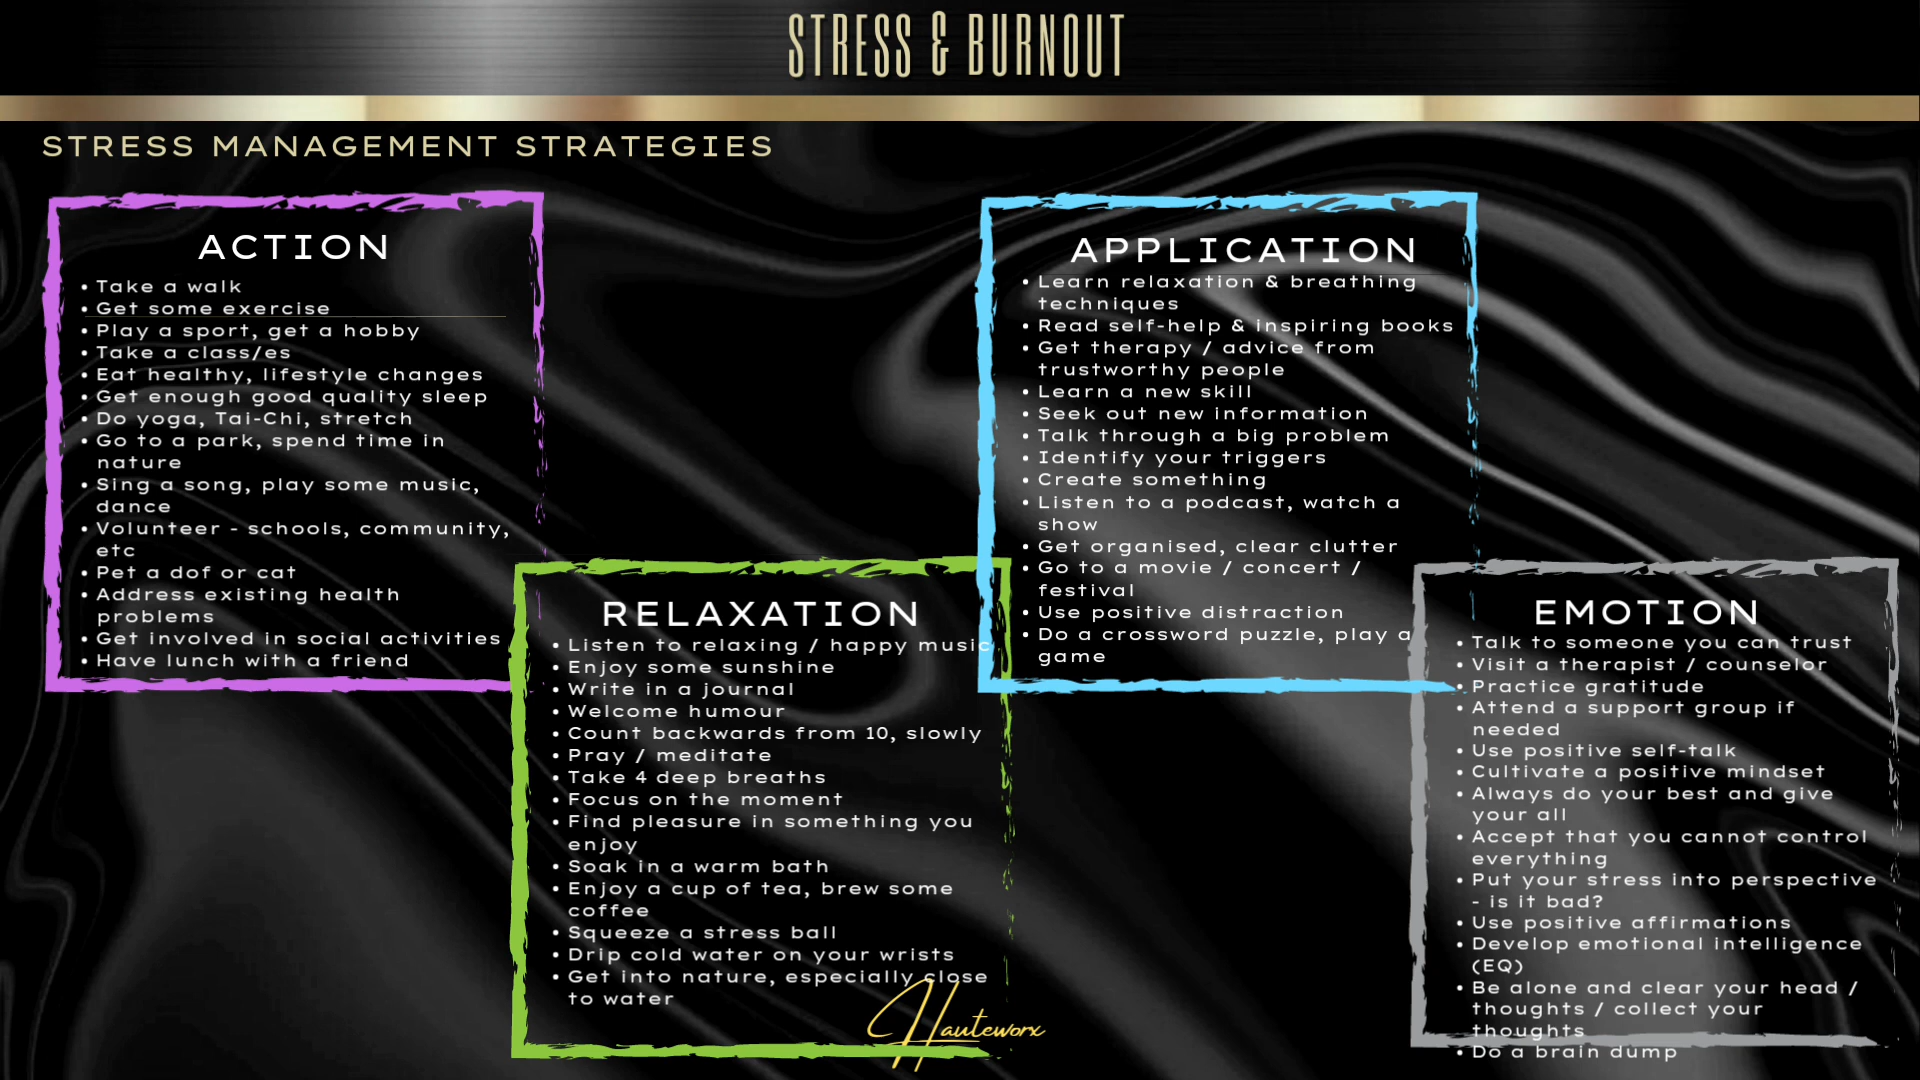 STRESS & BURNOUT
STRESS MANAGEMENT STRATEGIES
ACTION
• Take a walk
• Get some exercise
• Play a sport, get a hobby
• Take a class/es
• Eat healthy, lifestyle changes
• Get enough good quality sleep
• Do yoga, Tai-Chi, stretch
• Go to a park, spend time in
nature
• Sing a song, play some music,
dance
• Volunteer - schools, community,
etc
• Pet a dof or cat
• Address existing health
problems
• Get involved in social activities
• Have lunch with a friend
RELAXATION
• Listen to relaxing / happy music
• Enjoy some sunshine
• Write in a journal
• Welcome humour
• Count backwards from 10, slowly
• Pray / meditate
• Take 4 deep breaths
• Focus on the moment
• Find pleasure in something you
enjoy
• Soak in a warm bath
• Enjoy a cup of tea, brew some
coffee
• Squeeze a stress ball
• Drip cold water on your wrists
• Get into nature, especially close
to water
APPLICATION
• Learn relaxation & breathing
techniques
• Read self-help & inspiring books
• Get therapy / advice from
trustworthy people
• Learn a new skill
• Seek out new information
• Talk through a big problem
• Identify your triggers
• Create something
• Listen to a podcast, watch a
show
• Get organised, clear clutter
• Go to a movie / concert /
festival
• Use positive distraction
• Do a crossword puzzle, play a
game
EMOTION
• Talk to someone you can trust
• Visit a therapist / counselor
• Practice gratitude
• Attend a support group if
needed
• Use positive self-talk
• Cultivate a positive mindset
• Always do your best and give
your all
• Accept that you cannot control
everything
• Put your stress into perspective
- is it bad?
• Use positive affirmations
• Develop emotional intelligence
(EQ)
• Be alone and clear your head /
thoughts / collect your
thoughts
• Do a brain dump
Hauteworx